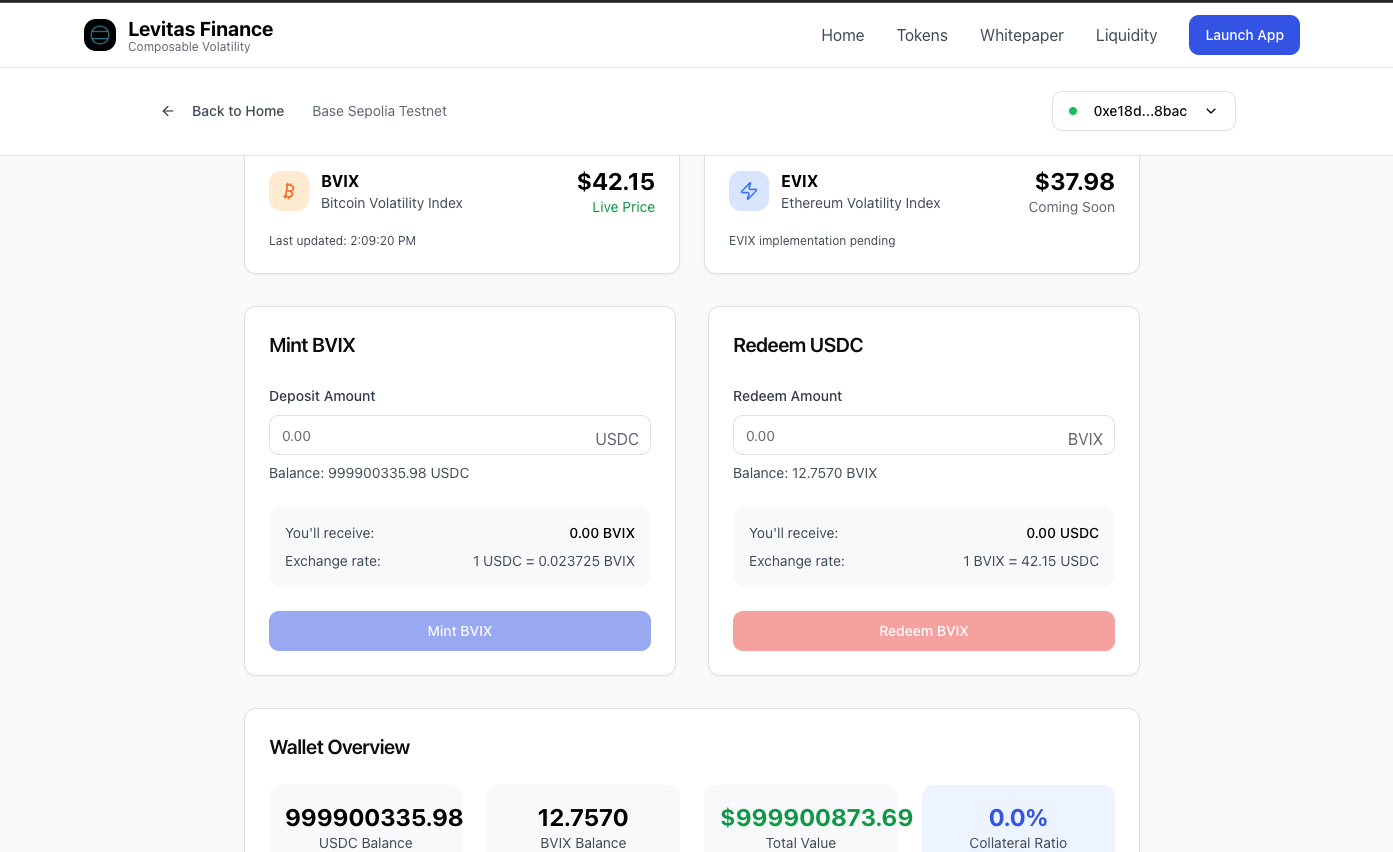 Levitas Finance
Composable Volatility
Home
Tokens
Whitepaper
Liquidity
Launch App
Back to Home
Base Sepolia Testnet
0xe18d...8bac
BVIX
Bitcoin Volatility Index
$42.15
Live Price
Last updated: 2:09:20 PM
EVIX
Ethereum Volatility Index
$37.98
Coming Soon
EVIX implementation pending
Mint BVIX
Deposit Amount
0.00
USDC
Balance: 999900335.98 USDC
You'll receive:
0.00 BVIX
Exchange rate:
1 USDC = 0.023725 BVIX
Mint BVIX
Redeem USDC
Redeem Amount
0.00
BVIX
Balance: 12.7570 BVIX
You'll receive:
0.00 USDC
Exchange rate:
1 BVIX = 42.15 USDC
Redeem BVIX
Wallet Overview
999900335.98
USDC Balance
12.7570
BVIX Balance
$999900873.69
Total Value
0.0%
Collateral Ratio